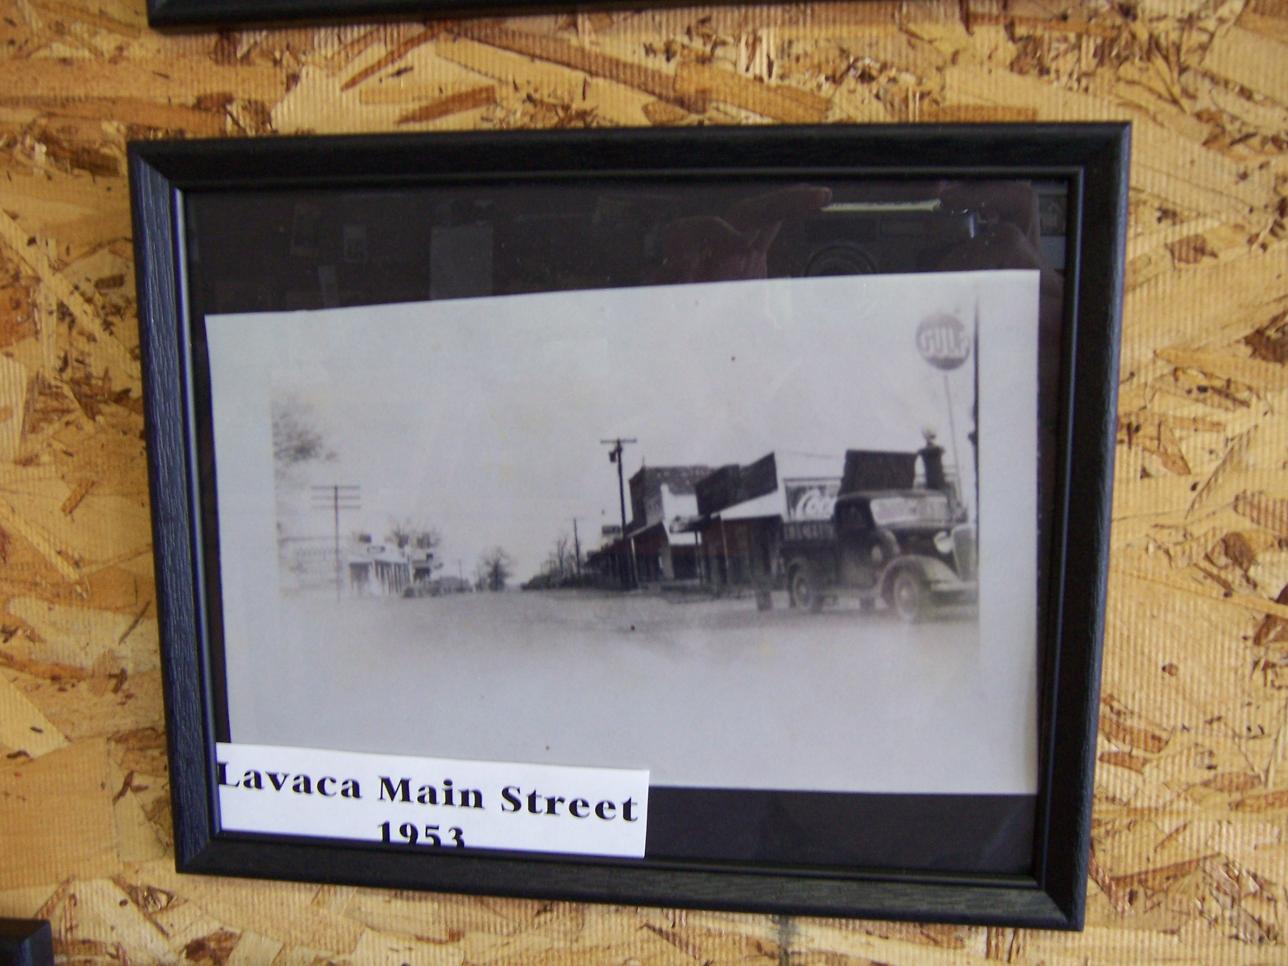 GULF
Lavaca Main Street
1953